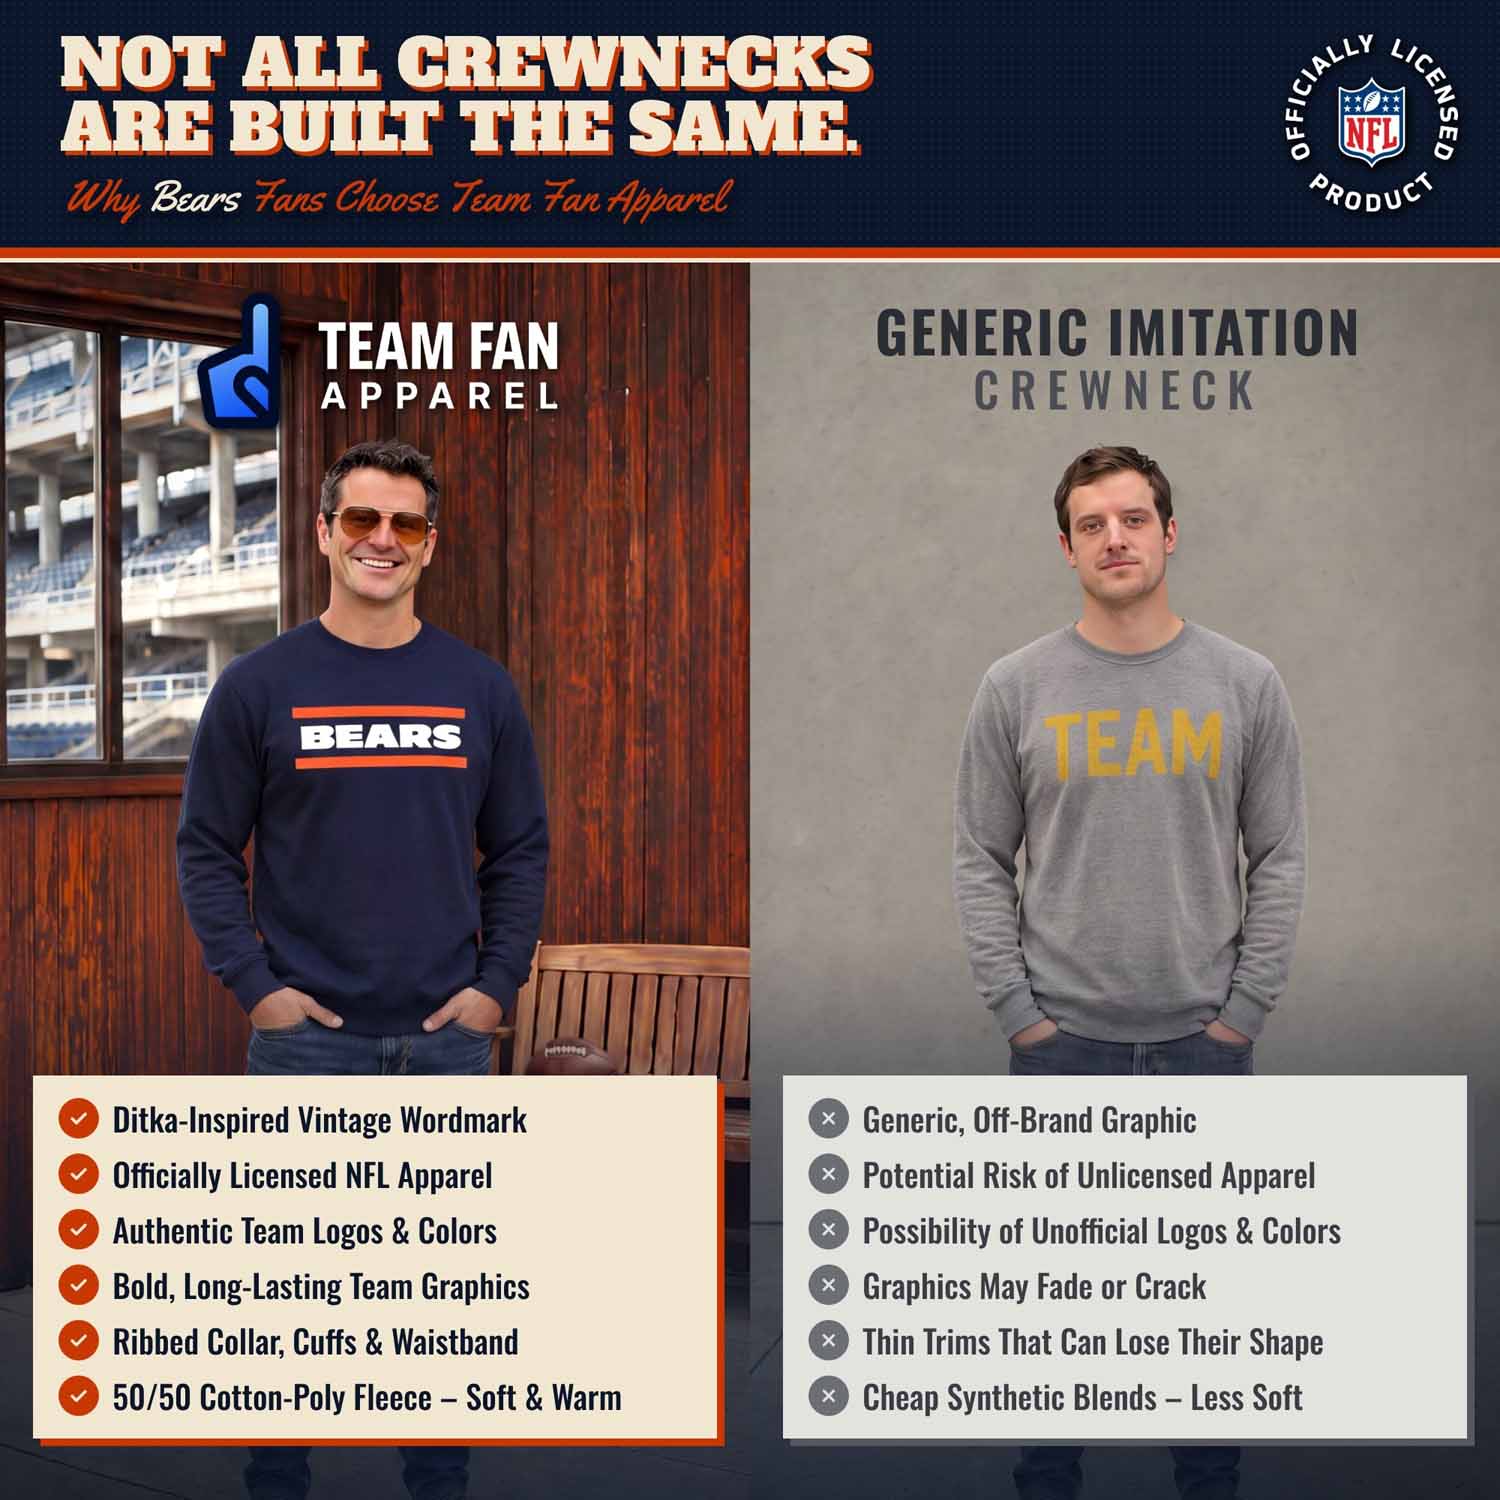 NOT ALL CREWNECKS
ARE BUILT THE SAME.
Why Bears Fans Choose Team Fan Apparel
OFFICIALLY LICENSED
NFL
PRODUCT
TEAM FAN
APPAREL
GENERIC IMITATION
CREWNECK
BEARS
TEAM
Ditka-Inspired Vintage Wordmark
Officially Licensed NFL Apparel
Authentic Team Logos & Colors
Bold, Long-Lasting Team Graphics
Ribbed Collar, Cuffs & Waistband
50/50 Cotton-Poly Fleece – Soft & Warm
Generic, Off-Brand Graphic
Potential Risk of Unlicensed Apparel
Possibility of Unofficial Logos & Colors
Graphics May Fade or Crack
Thin Trims That Can Lose Their Shape
Cheap Synthetic Blends – Less Soft